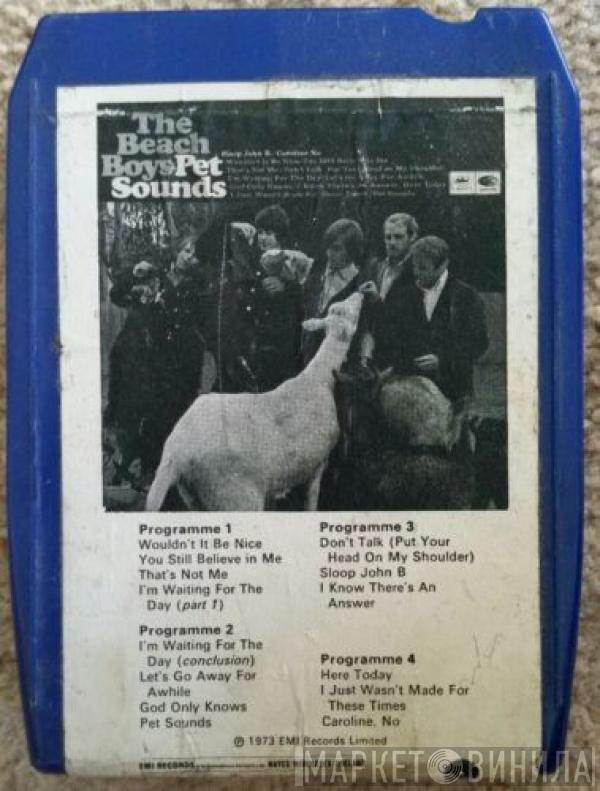 The
Beach
Boys Pet
Sounds
Sloop John B. Caroline No
Programme 1
Wouldn't It Be Nice
You Still Believe in Me
That's Not Me
I'm Waiting For The
Day (part 1)
Programme 2
I'm Waiting For The
Day (conclusion)
Let's Go Away For
Awhile
God Only Knows
Pet Sounds
Programme 3
Don't Talk (Put Your
Head On My Shoulder)
Sloop John B
I Know There's An
Answer
Programme 4
Here Today
I Just Wasn't Made For
These Times
Caroline, No
℗ 1973 EMI Records Limited
EMI RECORDS
МАРКЕТ ВИНИЛА